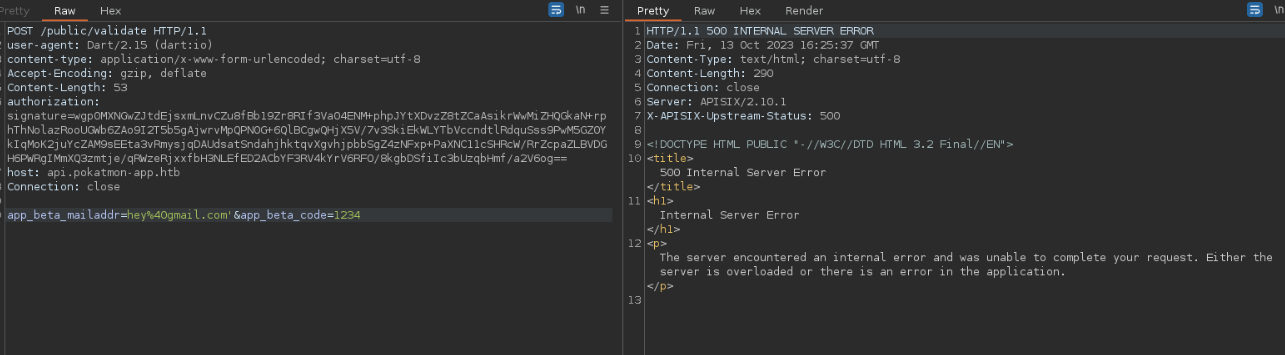 Pretty Raw Hex \n
POST /public/validate HTTP/1.1
user-agent: Dart/2.15 (dart:io)
content-type: application/x-www-form-urlencoded; charset=utf-8
Accept-Encoding: gzip, deflate
Content-Length: 53
authorization:
signature=wgpOMXNGwZJtdEjsxmLnvCZu8fBb19Zr8RIf3Va04ENM+phpJYtXDvzZ8tZCaAsikrWwMiZHQGkaN+rp
hThNolazRooUGWb6ZAo9I2T5b5gAjwrvMpQPNOG+6QlBCgwQHjX5V/7v3SkiEkWLYTbVccndtlRdquSss9PwM5GZOY
kIqMoK2juYcZAM9sEEta3vRmysjqDAUdsatSndahjhktqvXgvhjpbbSgZ4zNFxp+PaXNC11cSHRcW/RrZcpaZLBVDG
H6PWRgIMmXQ3zmtje/qRWzeRjxxfbH3NLEfED2ACbYF3RV4kYrV6RFO/8kgbDSfiIc3bUzqbHmf/a2V6og==
host: api.pokatmon-app.htb
Connection: close
app_beta_mailaddr=hey%40gmail.com'&app_beta_code=1234
Pretty Raw Hex Render \n
1 HTTP/1.1 500 INTERNAL SERVER ERROR
2 Date: Fri, 13 Oct 2023 16:25:37 GMT
3 Content-Type: text/html; charset=utf-8
4 Content-Length: 290
5 Connection: close
6 Server: APISIX/2.10.1
7 X-APISIX-Upstream-Status: 500
8
9 <!DOCTYPE HTML PUBLIC "-//W3C//DTD HTML 3.2 Final//EN">
10 <title>
500 Internal Server Error
</title>
11 <h1>
Internal Server Error
</h1>
12 <p>
The server encountered an internal error and was unable to complete your request. Either the
server is overloaded or there is an error in the application.
</p>
13